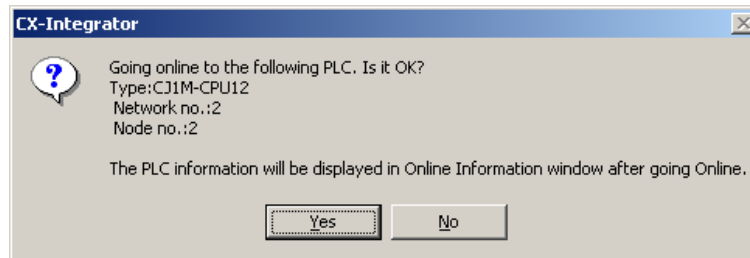 CX-Integrator
Going online to the following PLC. Is it OK?
Type:CJ1M-CPU12
Network no.:2
Node no.:2
The PLC information will be displayed in Online Information window after going Online.
Yes No